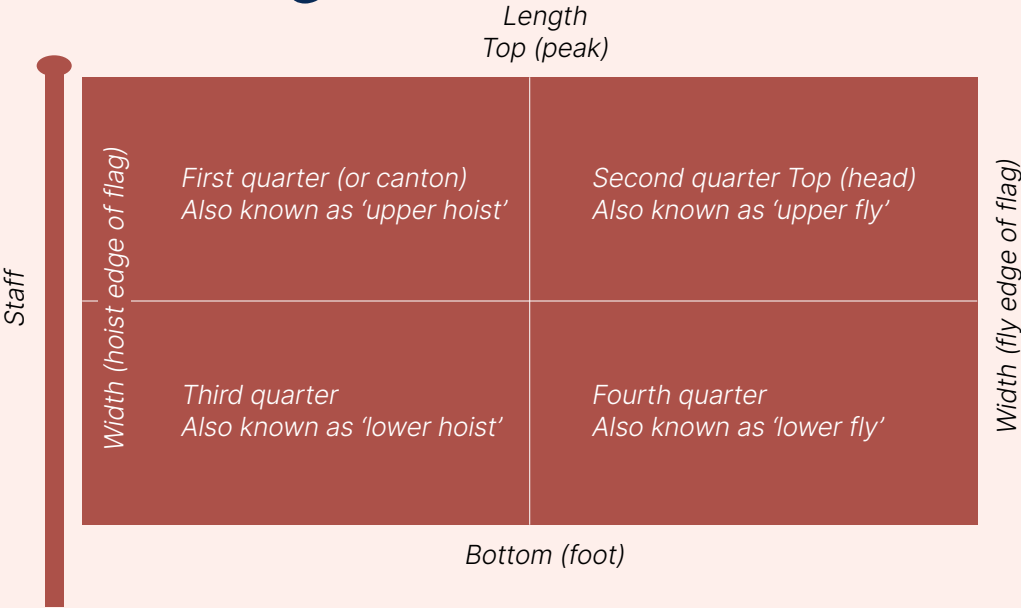 Length
Top (peak)
Staff
Width (hoist edge of flag)
First quarter (or canton)
Also known as ‘upper hoist’
Second quarter Top (head)
Also known as ‘upper fly’
Width (fly edge of flag)
Third quarter
Also known as ‘lower hoist’
Fourth quarter
Also known as ‘lower fly’
Bottom (foot)